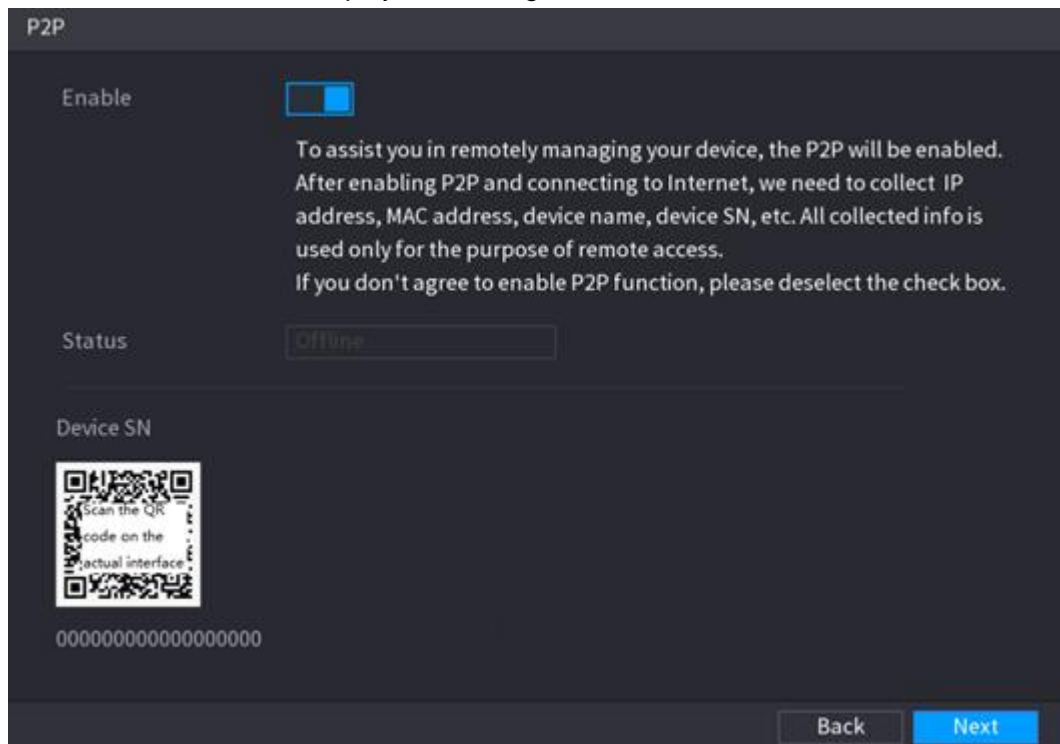 P2P
Enable
To assist you in remotely managing your device, the P2P will be enabled.
After enabling P2P and connecting to Internet, we need to collect IP
address, MAC address, device name, device SN, etc. All collected info is
used only for the purpose of remote access.
If you don't agree to enable P2P function, please deselect the check box.
Status
Offline
Device SN
Scan the QR
code on the
actual interface
000000000000000000
Back
Next